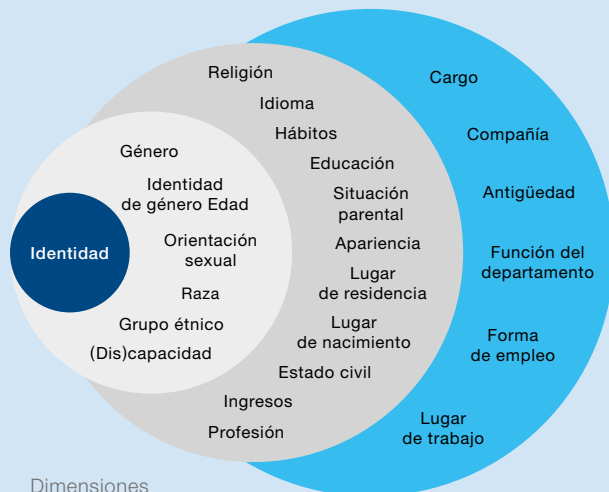 Identidad
Género
Identidad
de género Edad
Orientación
sexual
Raza
Grupo étnico
(Dis)capacidad
Religión
Idioma
Hábitos
Educación
Situación
parental
Apariencia
Lugar
de residencia
Lugar
de nacimiento
Estado civil
Ingresos
Profesión
Cargo
Compañía
Antigüedad
Función del
departamento
Forma
de empleo
Lugar
de trabajo
Dimensiones